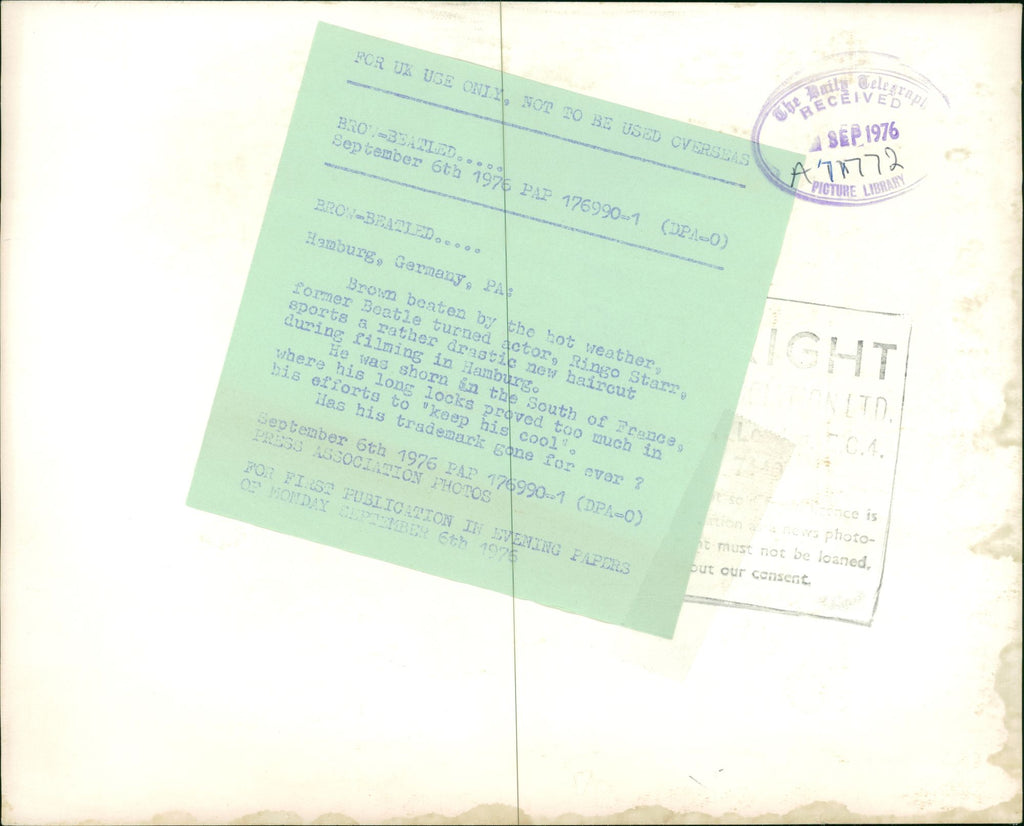 FOR UK USE ONLY, NOT TO BE USED OVERSEAS
BROW-BEATLED.....
September 6th 1976 PAP 176990-1 (DPA-0)
BROW-BEATLED.....
Hamburg, Germany, PA:
Brown beaten by the hot weather,
former Beatle turned actor, Ringo Starr,
sports a rather drastic new haircut
during filming in Hamburg.
He was shorn in the South of France,
where his long locks proved too much in
his efforts to "keep his cool".
Has his trademark gone for ever ?
September 6th 1976 PAP 176990-1 (DPA-0)
PRESS ASSOCIATION PHOTOS
FOR FIRST PUBLICATION IN EVENING PAPERS
OF MONDAY SEPTEMBER 6th 1976
The Daily Telegraph
RECEIVED
SEP 1976
PICTURE LIBRARY
IGHT
LTD.
E.C.4.
is
a news photo-
must not be loaned,
out our consent.